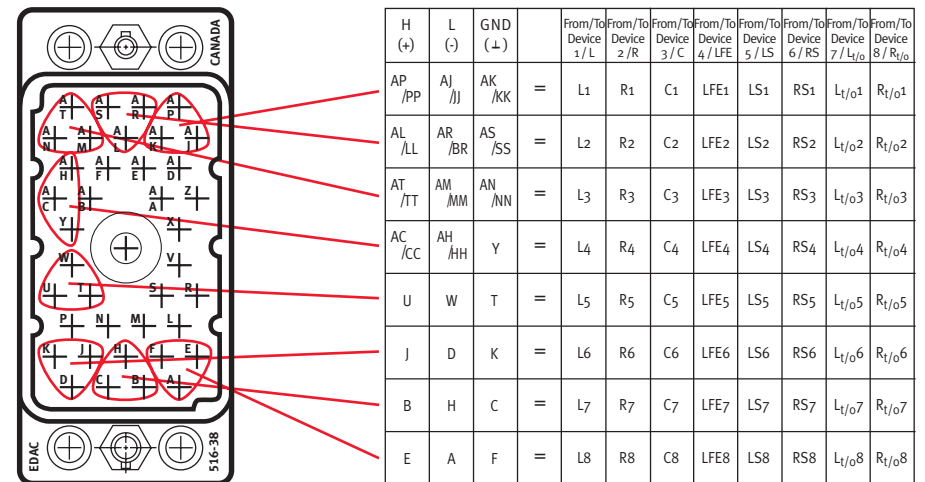 CANADA
A T A S A R A P
A N A M A L A K A J
A H A F A E A D
A C A B A A Z
Y X
W V
U T S R
P N M L
K J H F E
D C B A
EDAC
516-38
H (+) L (-) GND (⊥) From/To Device 1/L From/To Device 2/R From/To Device 3/C From/To Device 4/LFE From/To Device 5/LS From/To Device 6/RS From/To Device 7/Lt/o From/To Device 8/Rt/o
AP/PP AJ/JJ AK/KK = L1 R1 C1 LFE1 LS1 RS1 Lt/o1 Rt/o1
AL/LL AR/BR AS/SS = L2 R2 C2 LFE2 LS2 RS2 Lt/o2 Rt/o2
AT/TT AM/MM AN/NN = L3 R3 C3 LFE3 LS3 RS3 Lt/o3 Rt/o3
AC/CC AH/HH Y = L4 R4 C4 LFE4 LS4 RS4 Lt/o4 Rt/o4
U W T = L5 R5 C5 LFE5 LS5 RS5 Lt/o5 Rt/o5
J D K = L6 R6 C6 LFE6 LS6 RS6 Lt/o6 Rt/o6
B H C = L7 R7 C7 LFE7 LS7 RS7 Lt/o7 Rt/o7
E A F = L8 R8 C8 LFE8 LS8 RS8 Lt/o8 Rt/o8